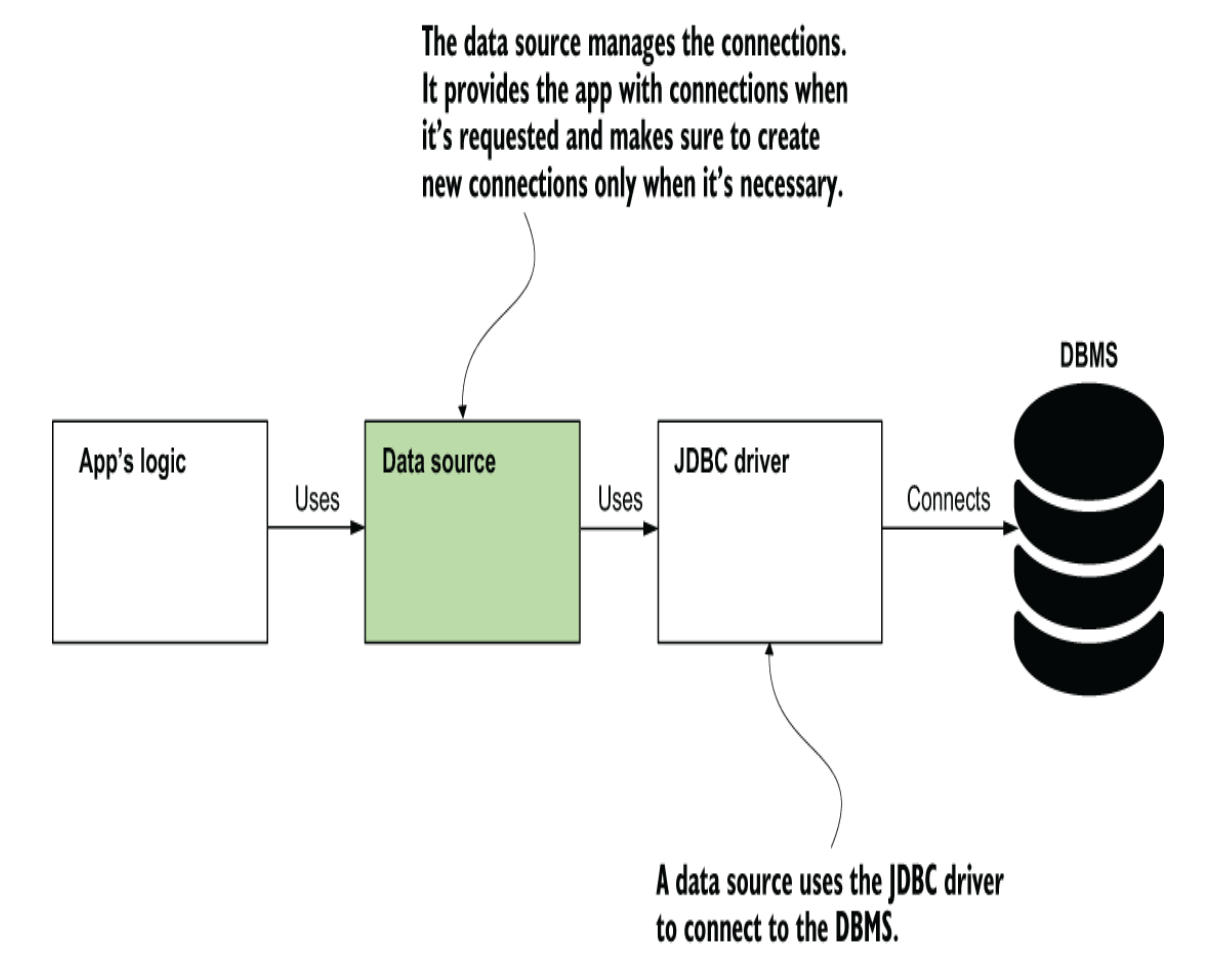 The data source manages the connections.
It provides the app with connections when
it's requested and makes sure to create
new connections only when it's necessary.
DBMS
App's logic
Uses
Data source
Uses
JDBC driver
Connects
A data source uses the JDBC driver
to connect to the DBMS.